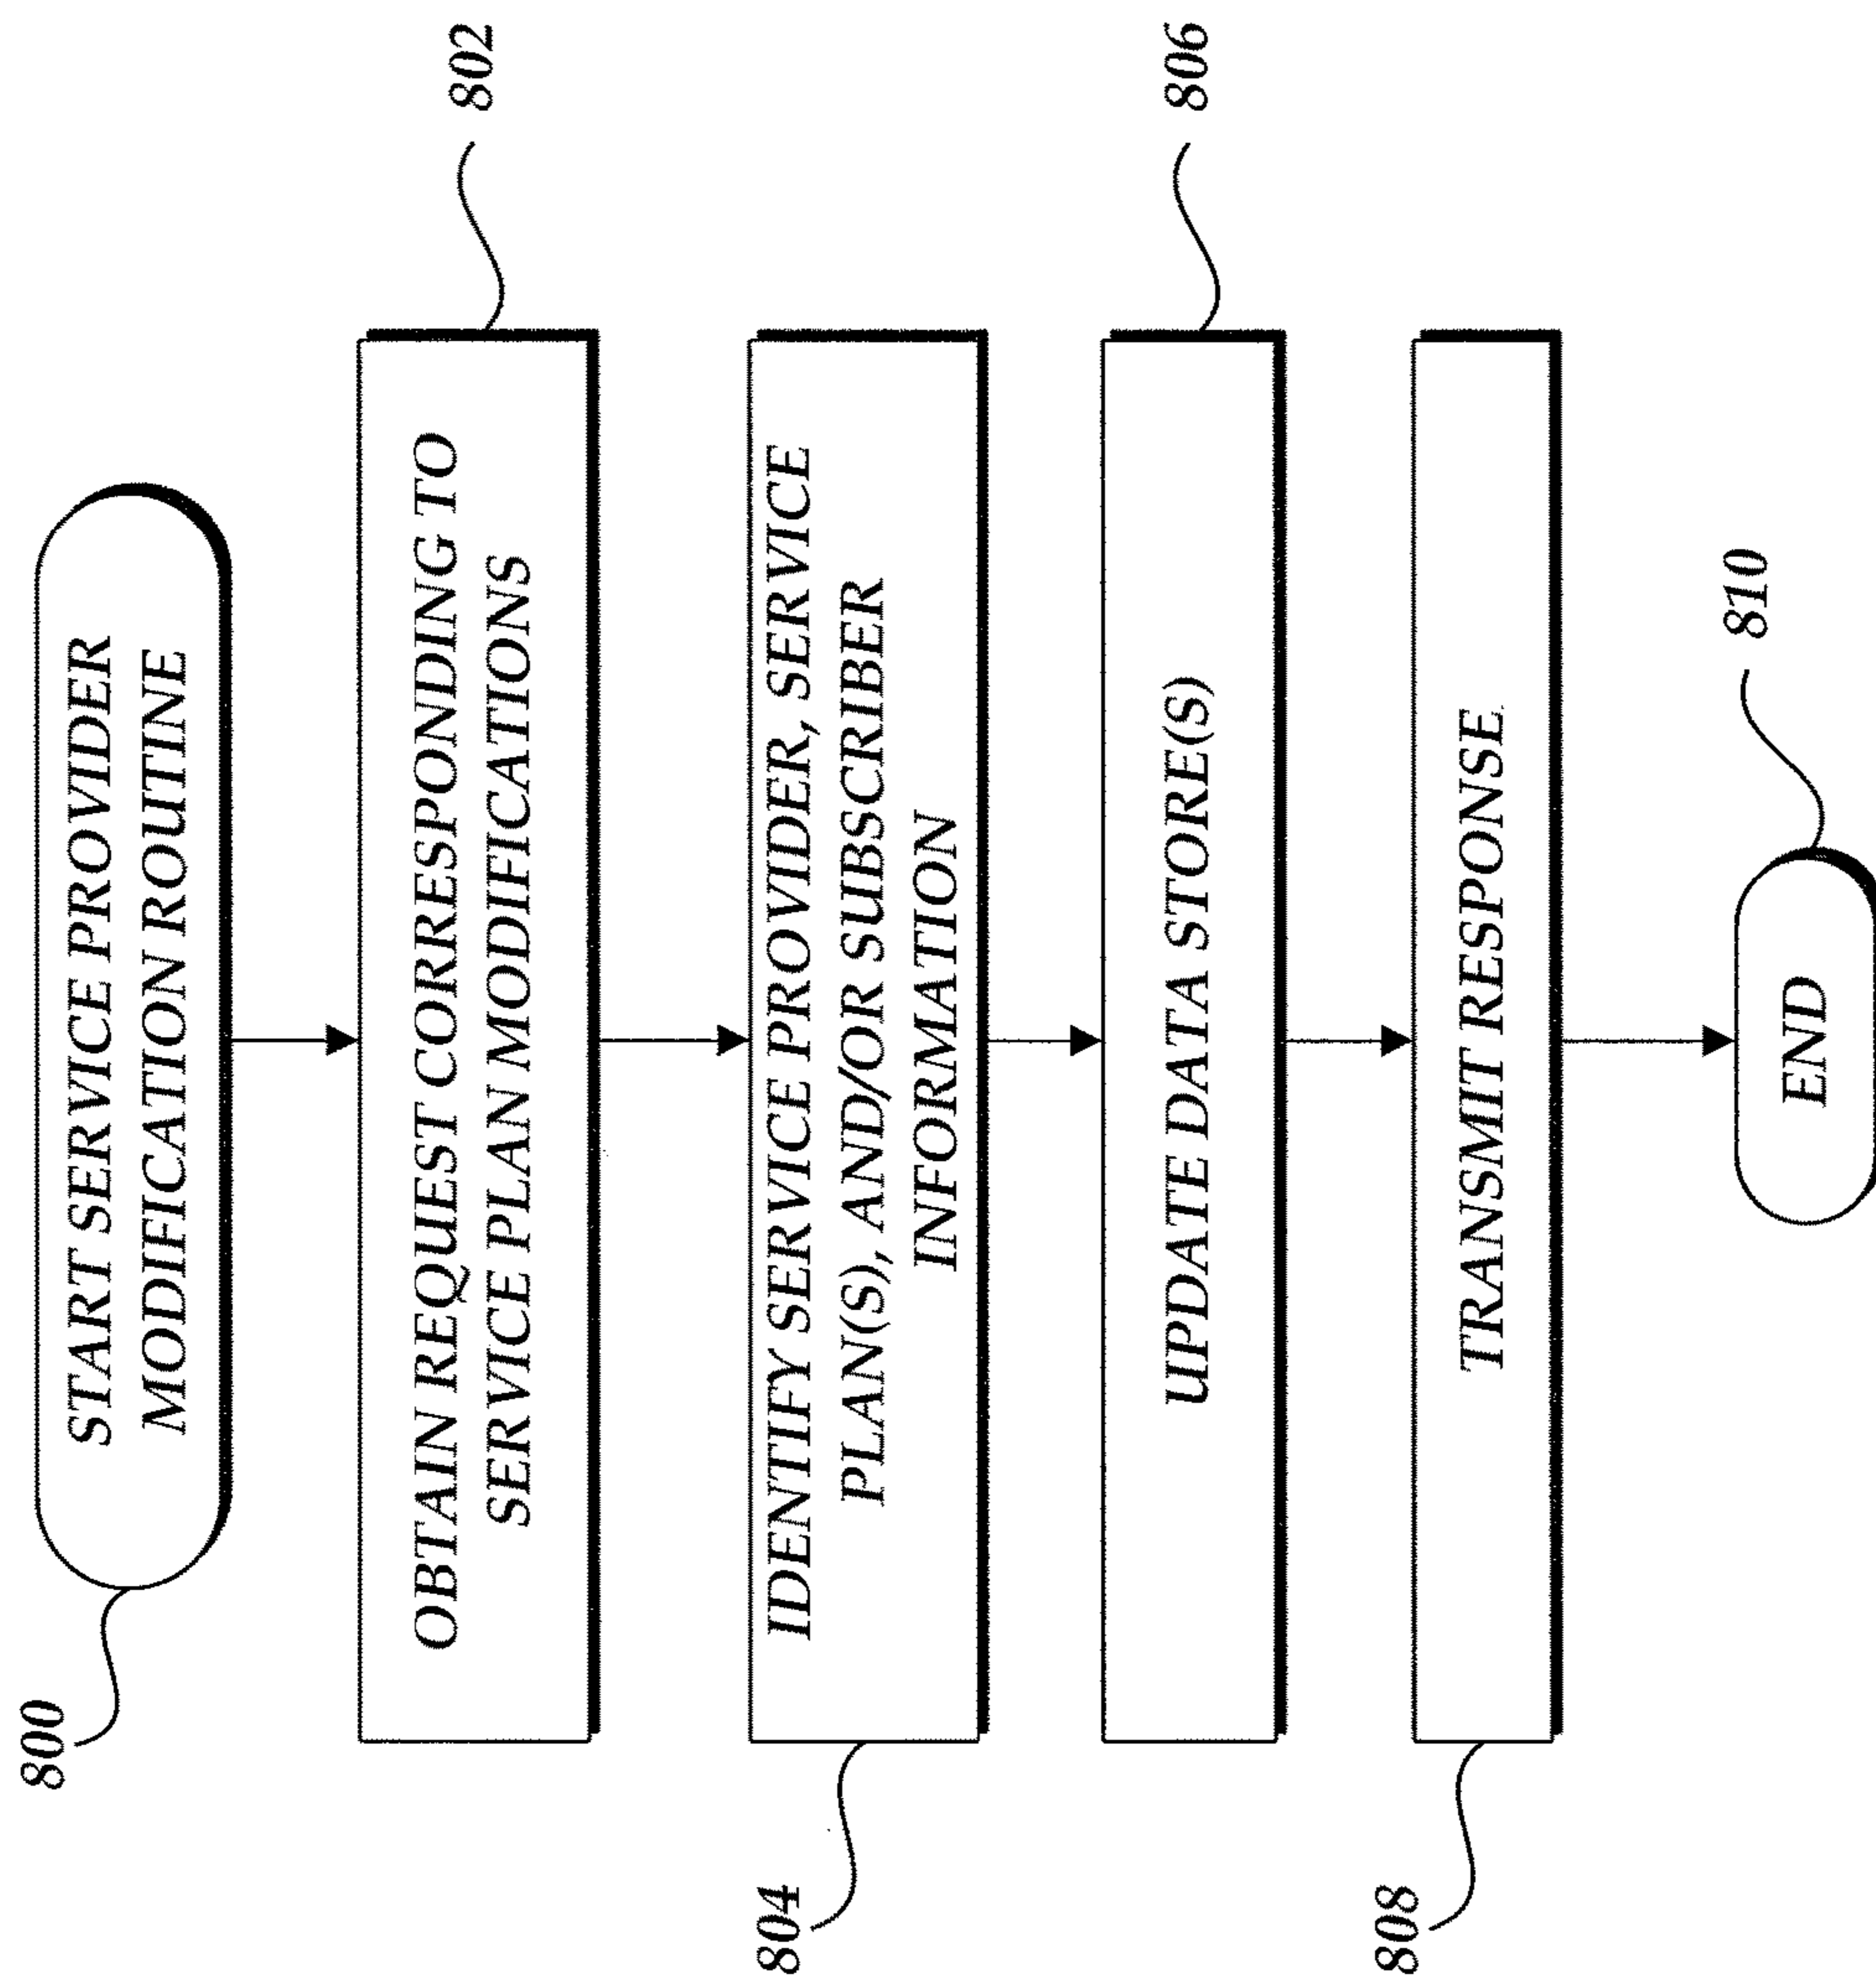 800
START SERVICE PROVIDER
MODIFICATION ROUTINE
802
OBTAIN REQUEST CORRESPONDING TO
SERVICE PLAN MODIFICATIONS
804
IDENTIFY SERVICE PROVIDER, SERVICE
PLAN(S), AND/OR SUBSCRIBER
INFORMATION
806
UPDATE DATA STORE(S)
808
TRANSMIT RESPONSE
810
END